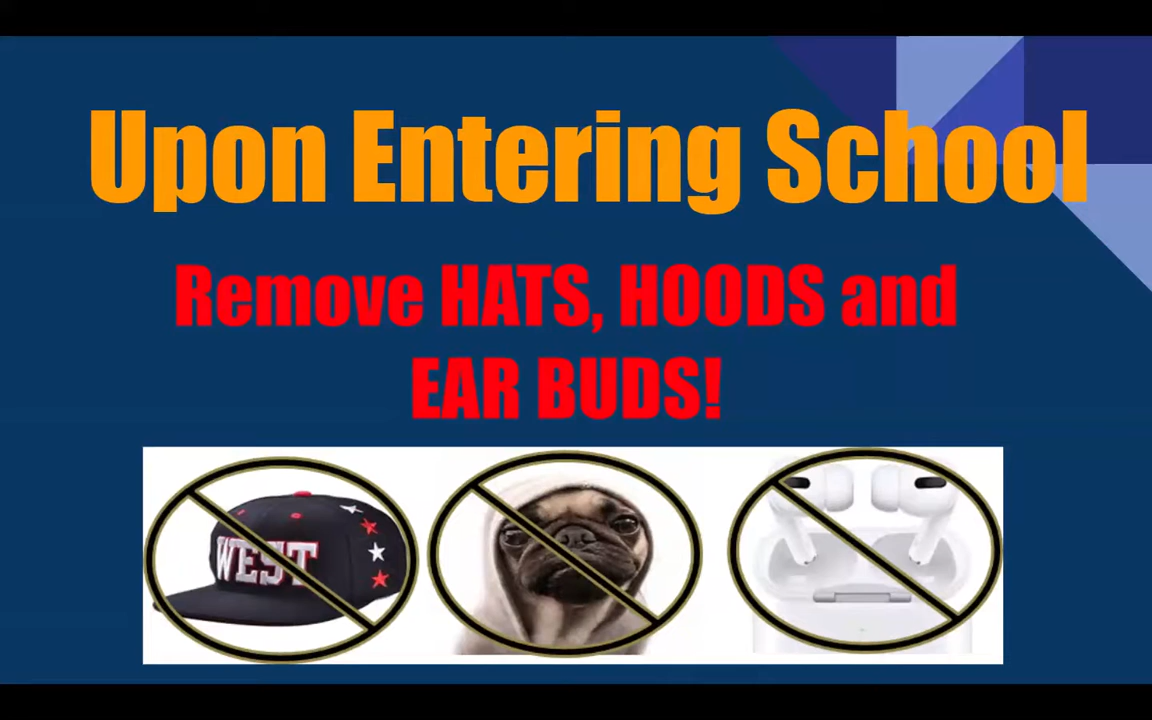 Upon Entering School
Remove HATS, HOODS and
EAR BUDS!
WEST